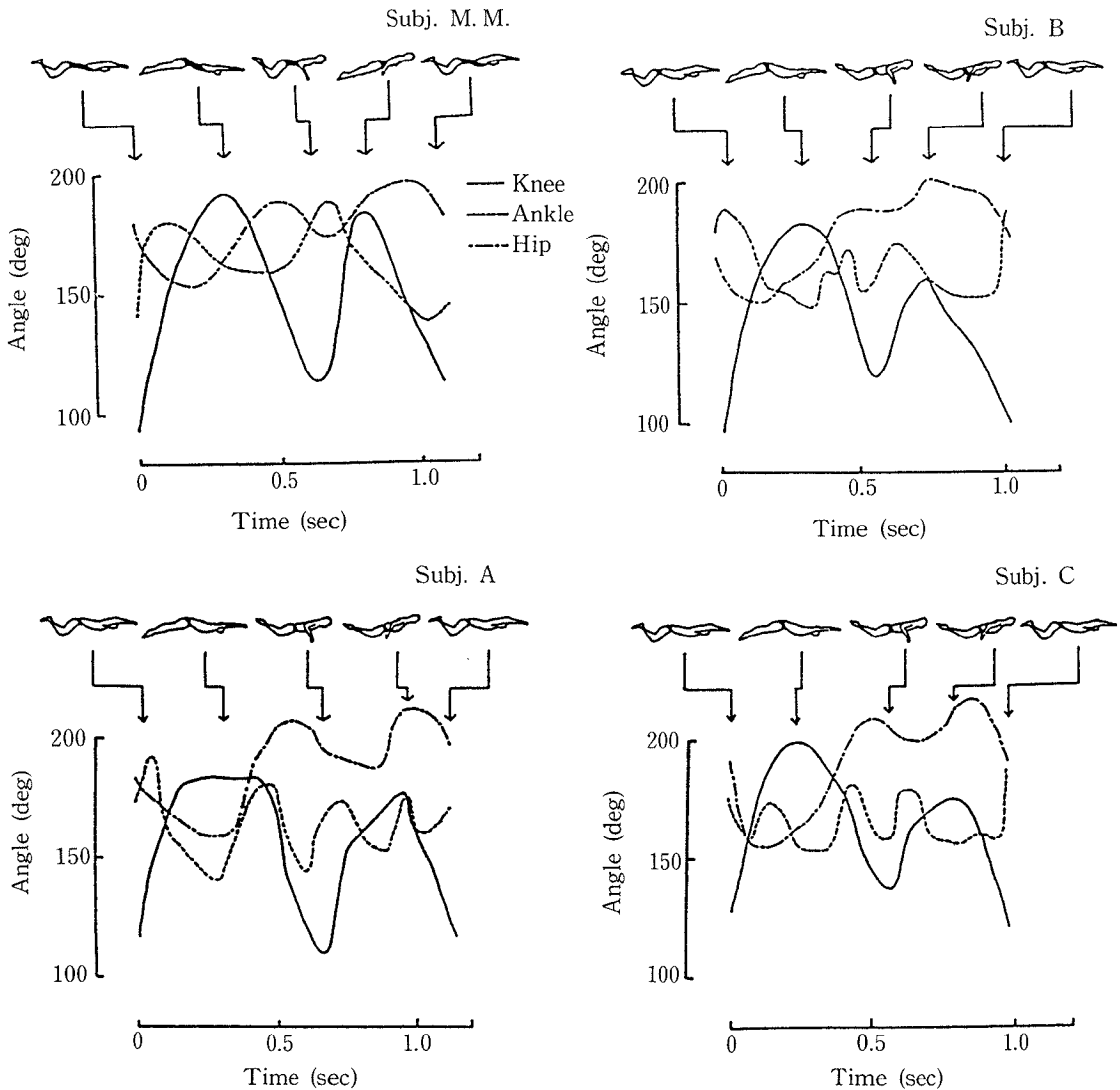 Subj. M. M.
200
150
100
Angle (deg)
Knee
Ankle
Hip
0 0.5 1.0
Time (sec)
Subj. B
200
150
100
Angle (deg)
0 0.5 1.0
Time (sec)
Subj. A
200
150
100
Angle (deg)
0 0.5 1.0
Time (sec)
Subj. C
200
150
100
Angle (deg)
0 0.5 1.0
Time (sec)